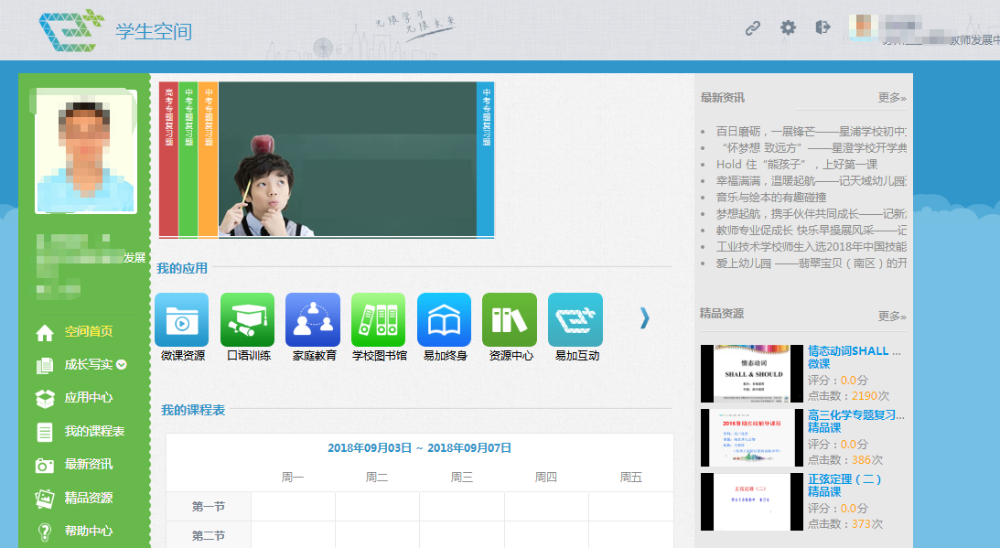 学生空间
无限学习
无限未来
教师发展中
发展
空间首页
成长写实
应用中心
我的课程表
最新资讯
精品资源
帮助中心
高考专题复习题
中考专题复习题
中考专题复习题
中考专题复习题
我的应用
微课资源
口语训练
家庭教育
学校图书馆
易加终身
资源中心
易加互动
我的课程表
2018年09月03日 ~ 2018年09月07日
周一 周二 周三 周四 周五
第一节
第二节
最新资讯 更多»
百日磨砺，一展锋芒——星浦学校初中
“怀梦想 致远方”——星澄学校开学典
Hold 住“熊孩子”，上好第一课
幸福满满，温暖起航——记天域幼儿园
音乐与绘本的有趣碰撞
梦想起航，携手伙伴共同成长——记新
教师专业促成长 快乐早操展风采——记
工业技术学校师生入选2018年中国技能
爱上幼儿园 ——翡翠宝贝（南区）的开
精品资源 更多»
情态动词
SHALL & SHOULD
情态动词SHALL ...
微课
评分：0.0分
点击数：2190次
2016暑期在线辅导课程
高三化学专题复习...
精品课
评分：0.0分
点击数：386次
正弦定理（二）
正弦定理（二）
精品课
评分：0.0分
点击数：373次